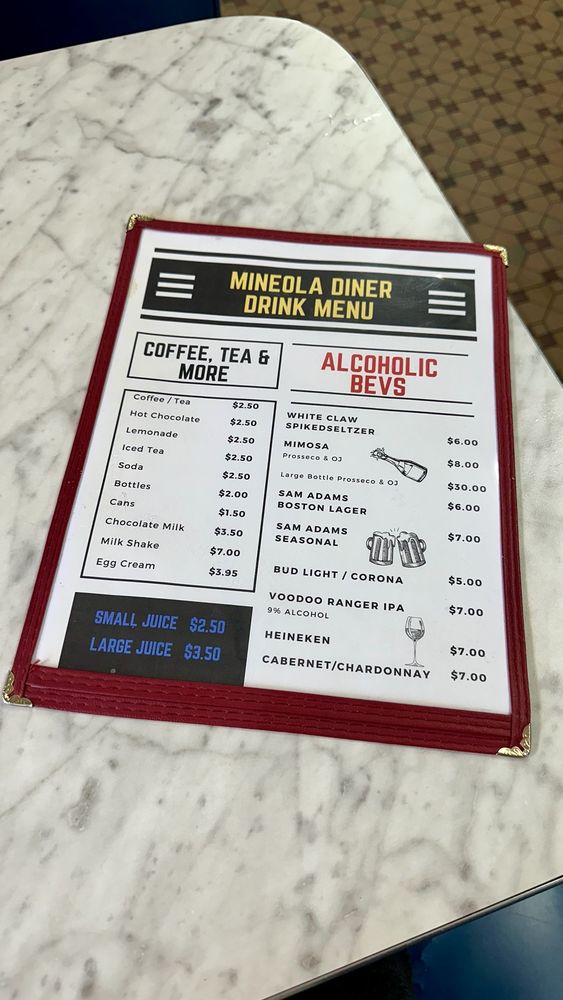 MINEOLA DINER
DRINK MENU
COFFEE, TEA &
MORE
Coffee / Tea $2.50
Hot Chocolate $2.50
Lemonade $2.50
Iced Tea $2.50
Soda $2.50
Bottles $2.00
Cans $1.50
Chocolate Milk $3.50
Milk Shake $7.00
Egg Cream $3.95
SMALL JUICE $2.50
LARGE JUICE $3.50
ALCOHOLIC
BEVS
WHITE CLAW
SPIKEDSELTZER $6.00
MIMOSA $8.00
Prosseco & OJ
Large Bottle Prosseco & OJ $30.00
SAM ADAMS
BOSTON LAGER $6.00
SAM ADAMS
SEASONAL $7.00
BUD LIGHT / CORONA $5.00
VOODOO RANGER IPA $7.00
9% ALCOHOL
HEINEKEN $7.00
CABERNET/CHARDONNAY $7.00